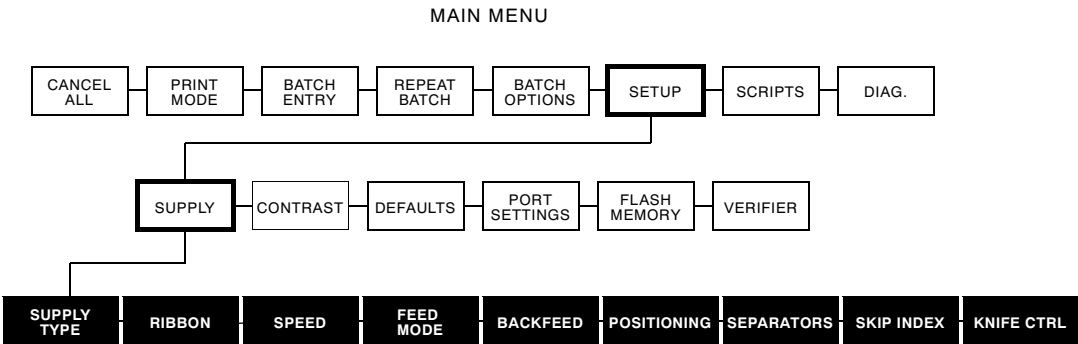 MAIN MENU
CANCEL
ALL
PRINT
MODE
BATCH
ENTRY
REPEAT
BATCH
BATCH
OPTIONS
SETUP
SCRIPTS
DIAG.
SUPPLY
CONTRAST
DEFAULTS
PORT
SETTINGS
FLASH
MEMORY
VERIFIER
SUPPLY
TYPE
RIBBON
SPEED
FEED
MODE
BACKFEED
POSITIONING
SEPARATORS
SKIP INDEX
KNIFE CTRL